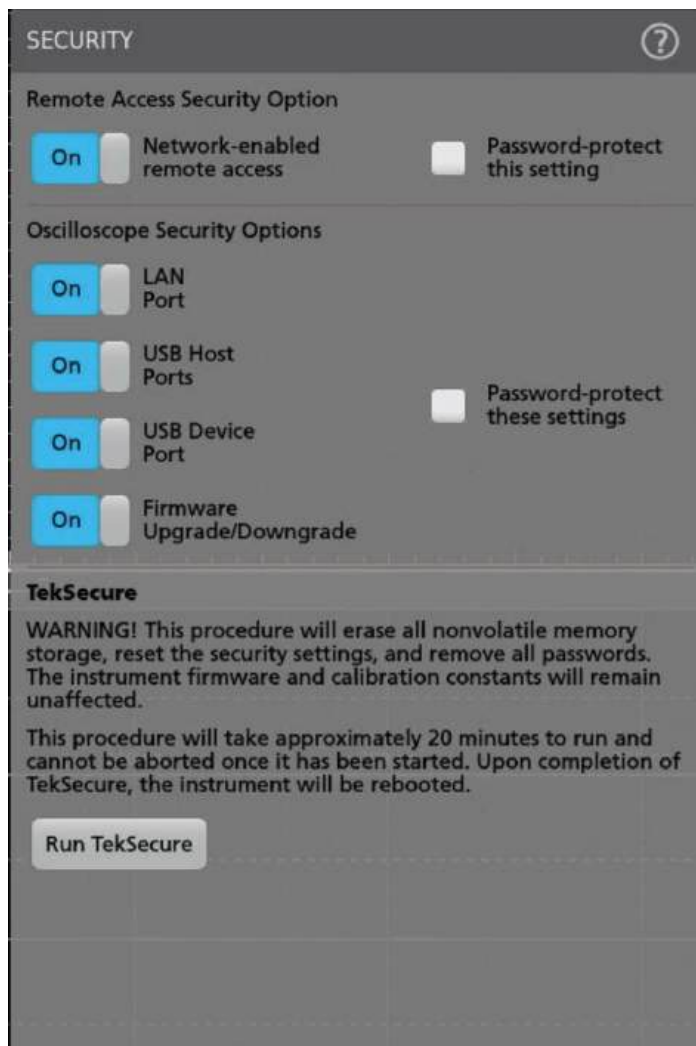 SECURITY
?
Remote Access Security Option
On
Network-enabled
remote access
Password-protect
this setting
Oscilloscope Security Options
On
LAN
Port
On
USB Host
Ports
On
USB Device
Port
Password-protect
these settings
On
Firmware
Upgrade/Downgrade
TekSecure
WARNING! This procedure will erase all nonvolatile memory
storage, reset the security settings, and remove all passwords.
The instrument firmware and calibration constants will remain
unaffected.
This procedure will take approximately 20 minutes to run and
cannot be aborted once it has been started. Upon completion of
TekSecure, the instrument will be rebooted.
Run TekSecure